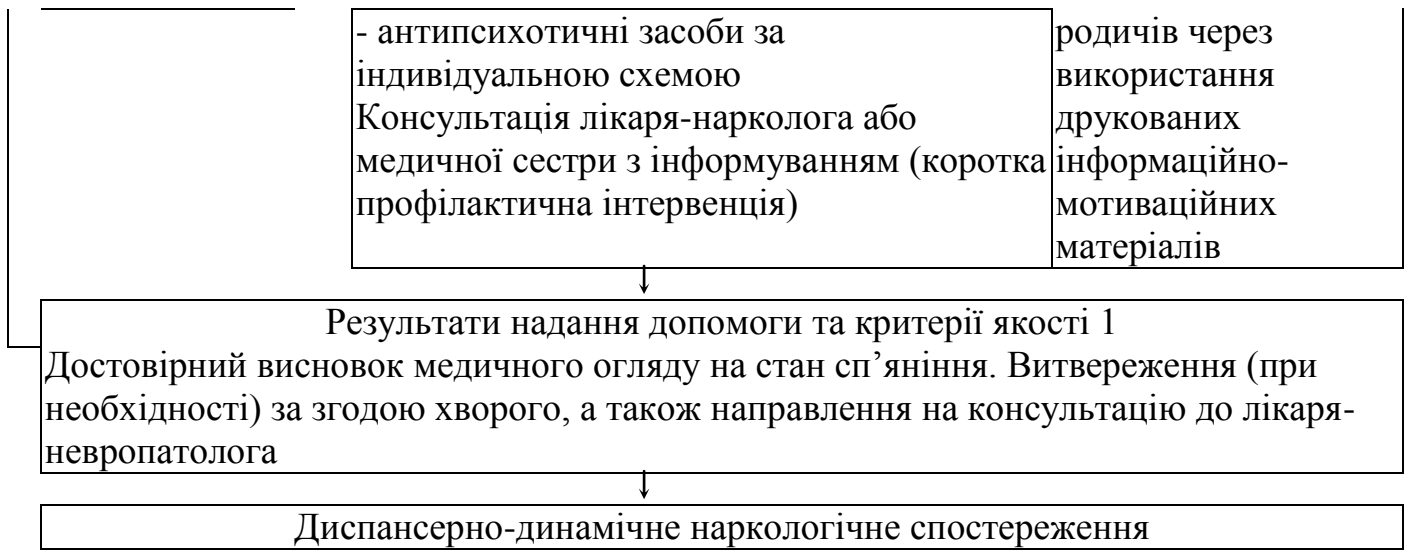 - антипсихотичні засоби за
індивідуальною схемою
Консультація лікаря-нарколога або
медичної сестри з інформуванням (коротка
профілактична інтервенція)
родичів через
використання
друкованих
інформаційно-
мотиваційних
матеріалів
Результати надання допомоги та критерії якості 1
Достовірний висновок медичного огляду на стан сп’яніння. Витвереження (при
необхідності) за згодою хворого, а також направлення на консультацію до лікаря-
невропатолога
Диспансерно-динамічне наркологічне спостереження